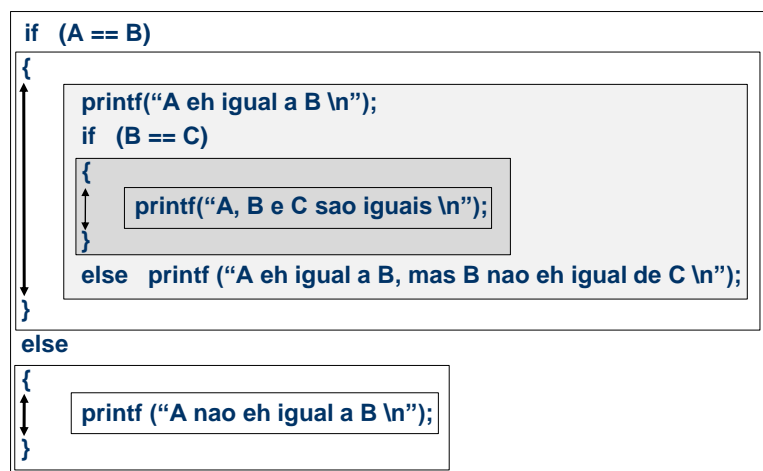 if (A == B)
{
printf(“A eh igual a B \n”);
if (B == C)
{
printf(“A, B e C sao iguais \n”);
}
else printf (“A eh igual a B, mas B nao eh igual de C \n”);
}
else
{
printf (“A nao eh igual a B \n”);
}